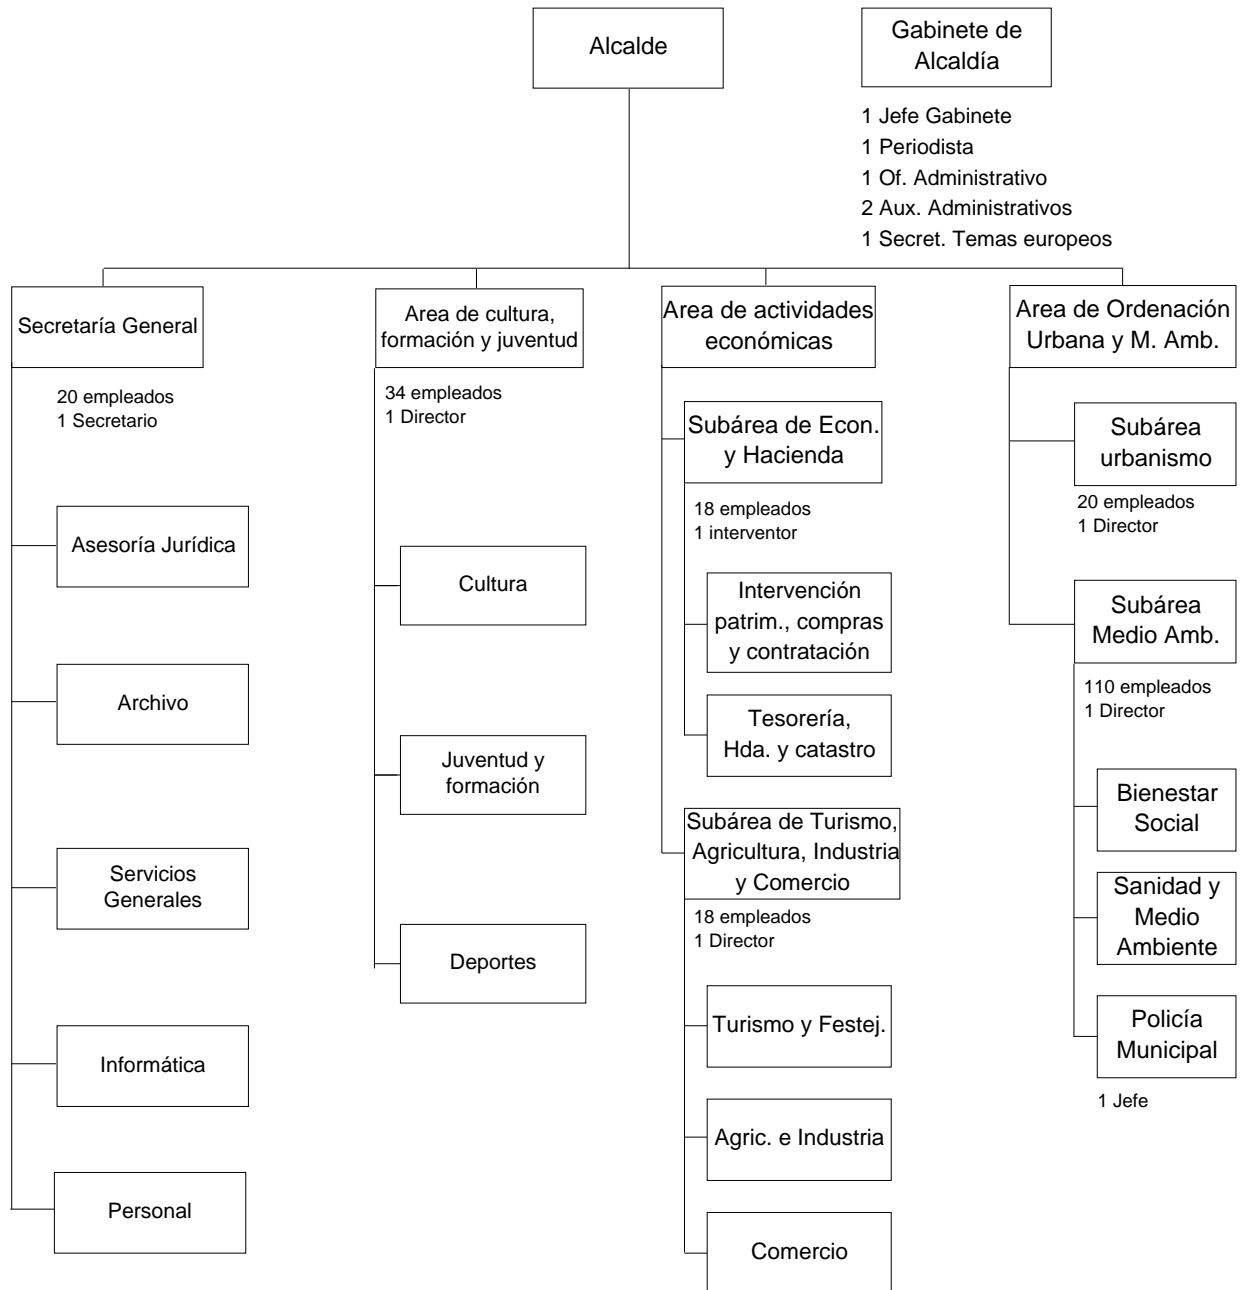 Alcalde
Gabinete de
Alcaldía
1 Jefe Gabinete
1 Periodista
1 Of. Administrativo
2 Aux. Administrativos
1 Secret. Temas europeos
Secretaría General
20 empleados
1 Secretario
Asesoría Jurídica
Archivo
Servicios
Generales
Informática
Personal
Area de cultura,
formación y juventud
34 empleados
1 Director
Cultura
Juventud y
formación
Deportes
Area de actividades
económicas
Subárea de Econ.
y Hacienda
18 empleados
1 interventor
Intervención
patrim., compras
y contratación
Tesorería,
Hda. y catastro
Subárea de Turismo,
Agricultura, Industria
y Comercio
18 empleados
1 Director
Turismo y Festej.
Agric. e Industria
Comercio
Area de Ordenación
Urbana y M. Amb.
Subárea
urbanismo
20 empleados
1 Director
Subárea
Medio Amb.
110 empleados
1 Director
Bienestar
Social
Sanidad y
Medio
Ambiente
Policía
Municipal
1 Jefe